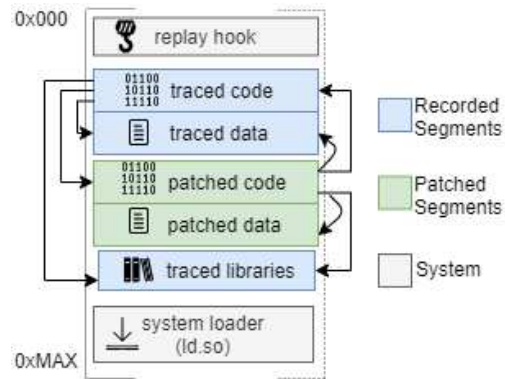 0x000
replay hook
01100
10110
11110
traced code
traced data
01100
10110
11110
patched code
patched data
traced libraries
system loader
(ld.so)
0xMAX
Recorded
Segments
Patched
Segments
System